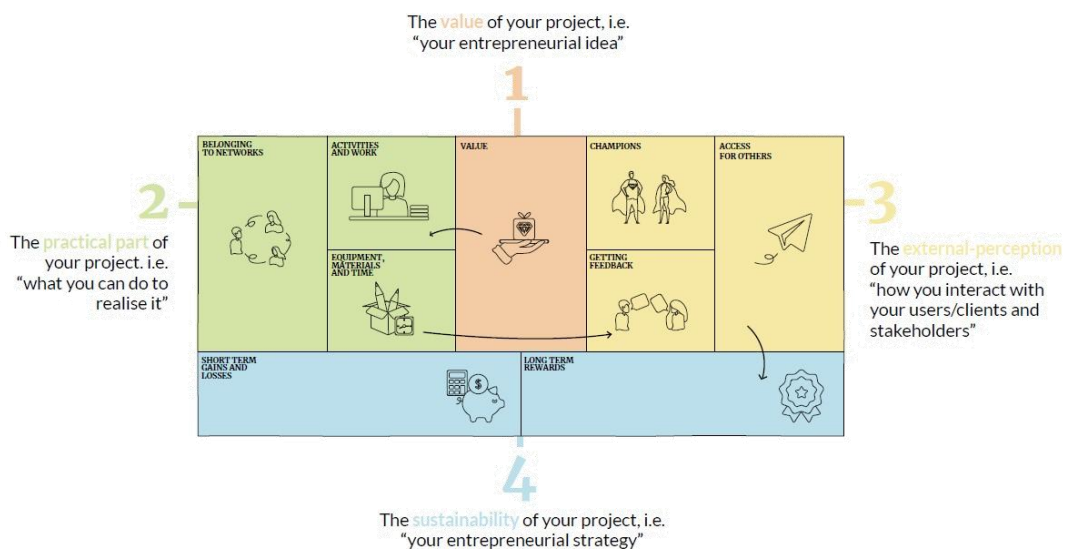 The value of your project, i.e.
“your entrepreneurial idea”
1
BELONGING
TO NETWORKS
ACTIVITIES
AND WORK
VALUE
CHAMPIONS
ACCESS
FOR OTHERS
2
The practical part of
your project. i.e.
“what you can do to
realise it”
EQUIPMENT,
MATERIALS
AND TIME
GETTING
FEEDBACK
3
The external-perception
of your project, i.e.
“how you interact with
your users/clients and
stakeholders”
SHORT TERM
GAINS AND
LOSSES
$
LONG TERM
REWARDS
4
The sustainability of your project, i.e.
“your entrepreneurial strategy”